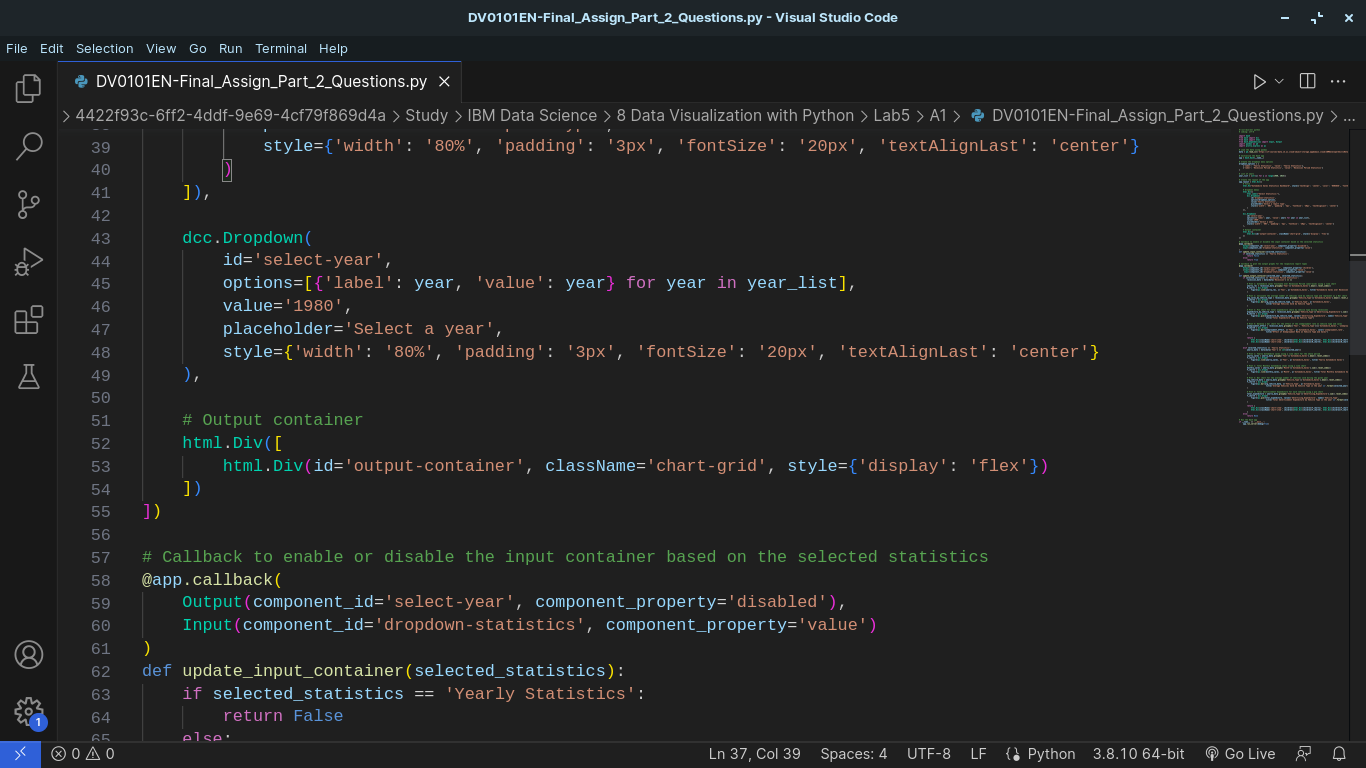 DV0101EN-Final_Assign_Part_2_Questions.py - Visual Studio Code
File Edit Selection View Go Run Terminal Help
DV0101EN-Final_Assign_Part_2_Questions.py
4422f93c-6ff2-4ddf-9e69-4cf79f869d4a > Study > IBM Data Science > 8 Data Visualization with Python > Lab5 > A1 > DV0101EN-Final_Assign_Part_2_Questions.py > ...
39 style={'width': '80%', 'padding': '3px', 'fontSize': '20px', 'textAlignLast': 'center'}
40 )
41 ]),
42
43 dcc.Dropdown(
44 id='select-year',
45 options=[{'label': year, 'value': year} for year in year_list],
46 value='1980',
47 placeholder='Select a year',
48 style={'width': '80%', 'padding': '3px', 'fontSize': '20px', 'textAlignLast': 'center'}
49 ),
50
51 # Output container
52 html.Div([
53 html.Div(id='output-container', className='chart-grid', style={'display': 'flex'})
54 ])
55 ])
56
57 # Callback to enable or disable the input container based on the selected statistics
58 @app.callback(
59 Output(component_id='select-year', component_property='disabled'),
60 Input(component_id='dropdown-statistics', component_property='value')
61 )
62 def update_input_container(selected_statistics):
63 if selected_statistics == 'Yearly Statistics':
64 return False
65 else:
1
0 0 Ln 37, Col 39 Spaces: 4 UTF-8 LF Python 3.8.10 64-bit Go Live